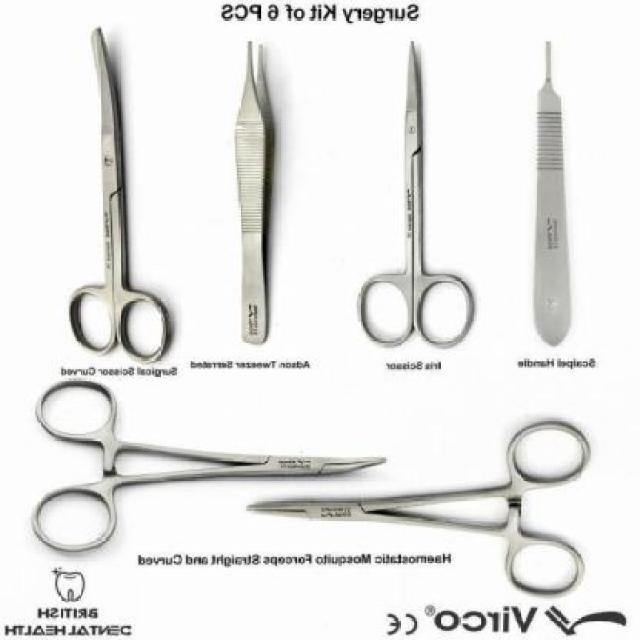 Surgery Kit of 6 PCS
Surgical Scissor Curved
Adson Tweezer Serrated
Iris Scissor
Scalpel Handle
Haemostatic Mosquito Forceps Straight and Curved
BRITISH
DENTAL HEALTH
CE Virco®